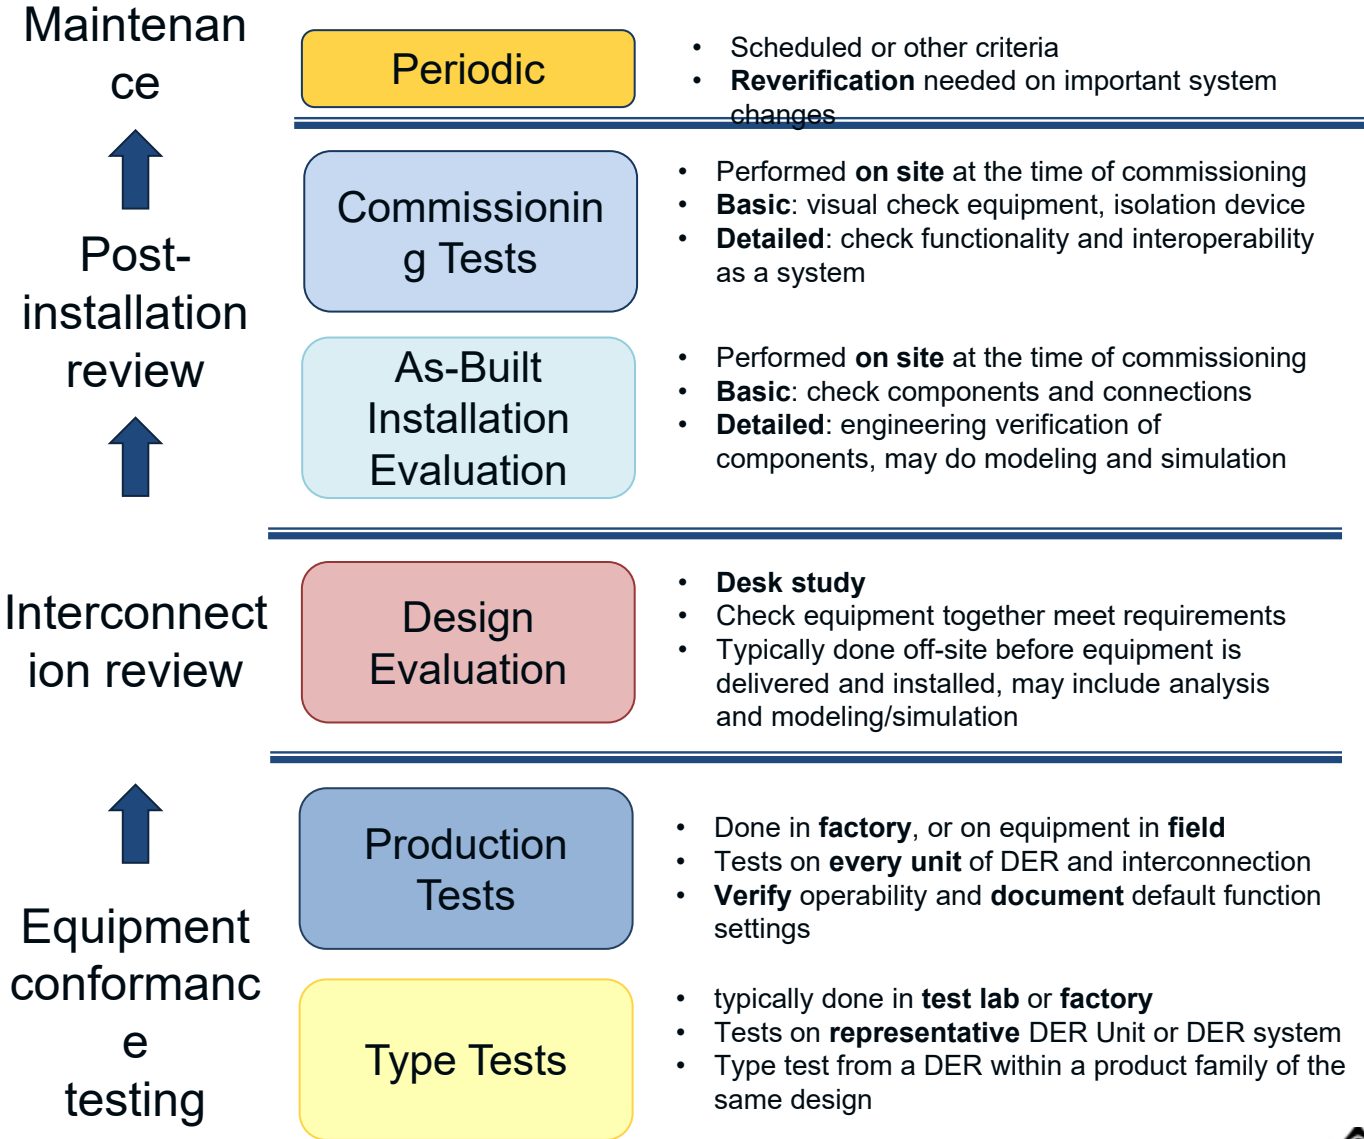 Maintenan
ce
Periodic
• Scheduled or other criteria
• Reverification needed on important system
changes
Commissionin
g Tests
• Performed on site at the time of commissioning
• Basic: visual check equipment, isolation device
• Detailed: check functionality and interoperability
as a system
Post-
installation
review
As-Built
Installation
Evaluation
• Performed on site at the time of commissioning
• Basic: check components and connections
• Detailed: engineering verification of
components, may do modeling and simulation
Interconnect
ion review
Design
Evaluation
• Desk study
• Check equipment together meet requirements
• Typically done off-site before equipment is
delivered and installed, may include analysis
and modeling/simulation
Equipment
conformanc
e
testing
Production
Tests
• Done in factory, or on equipment in field
• Tests on every unit of DER and interconnection
• Verify operability and document default function
settings
Type Tests
• typically done in test lab or factory
• Tests on representative DER Unit or DER system
• Type test from a DER within a product family of the
same design